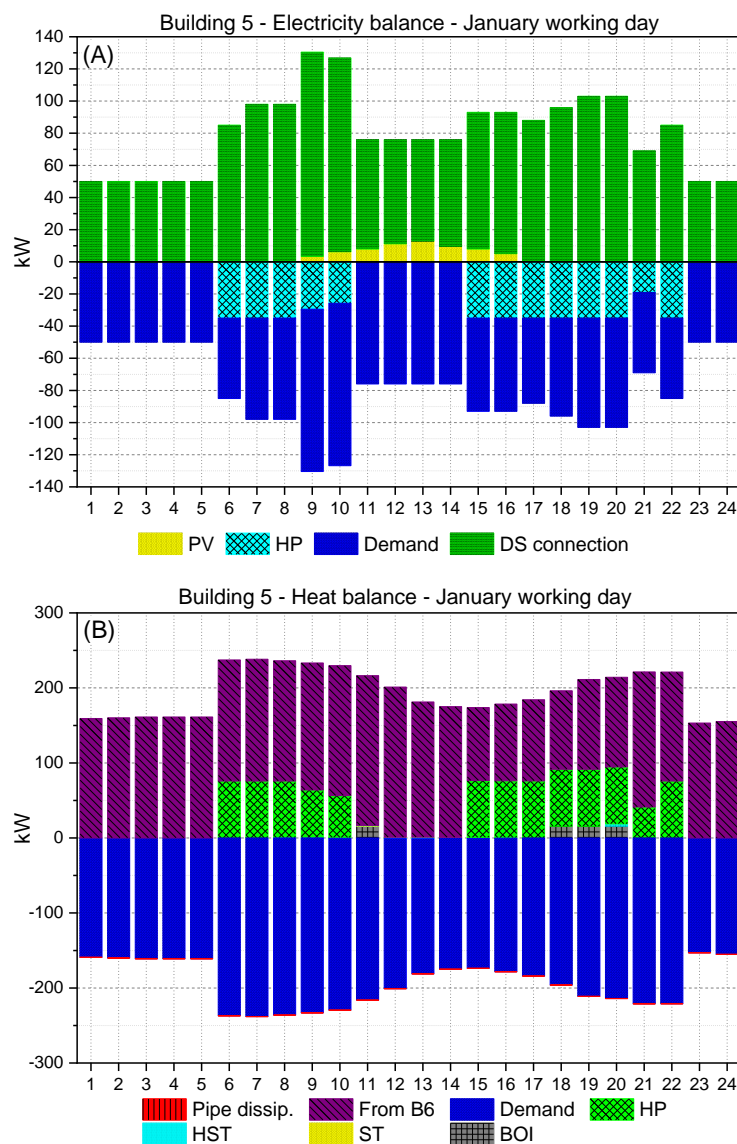 Building 5 - Electricity balance - January working day
(A)
140
120
100
80
60
40
20
0
-20
-40
-60
-80
-100
-120
-140
kW
1 2 3 4 5 6 7 8 9 10 11 12 13 14 15 16 17 18 19 20 21 22 23 24
PV HP Demand DS connection
Building 5 - Heat balance - January working day
(B)
300
200
100
0
-100
-200
-300
kW
1 2 3 4 5 6 7 8 9 10 11 12 13 14 15 16 17 18 19 20 21 22 23 24
Pipe dissip. From B6 Demand HP
HST ST BOI